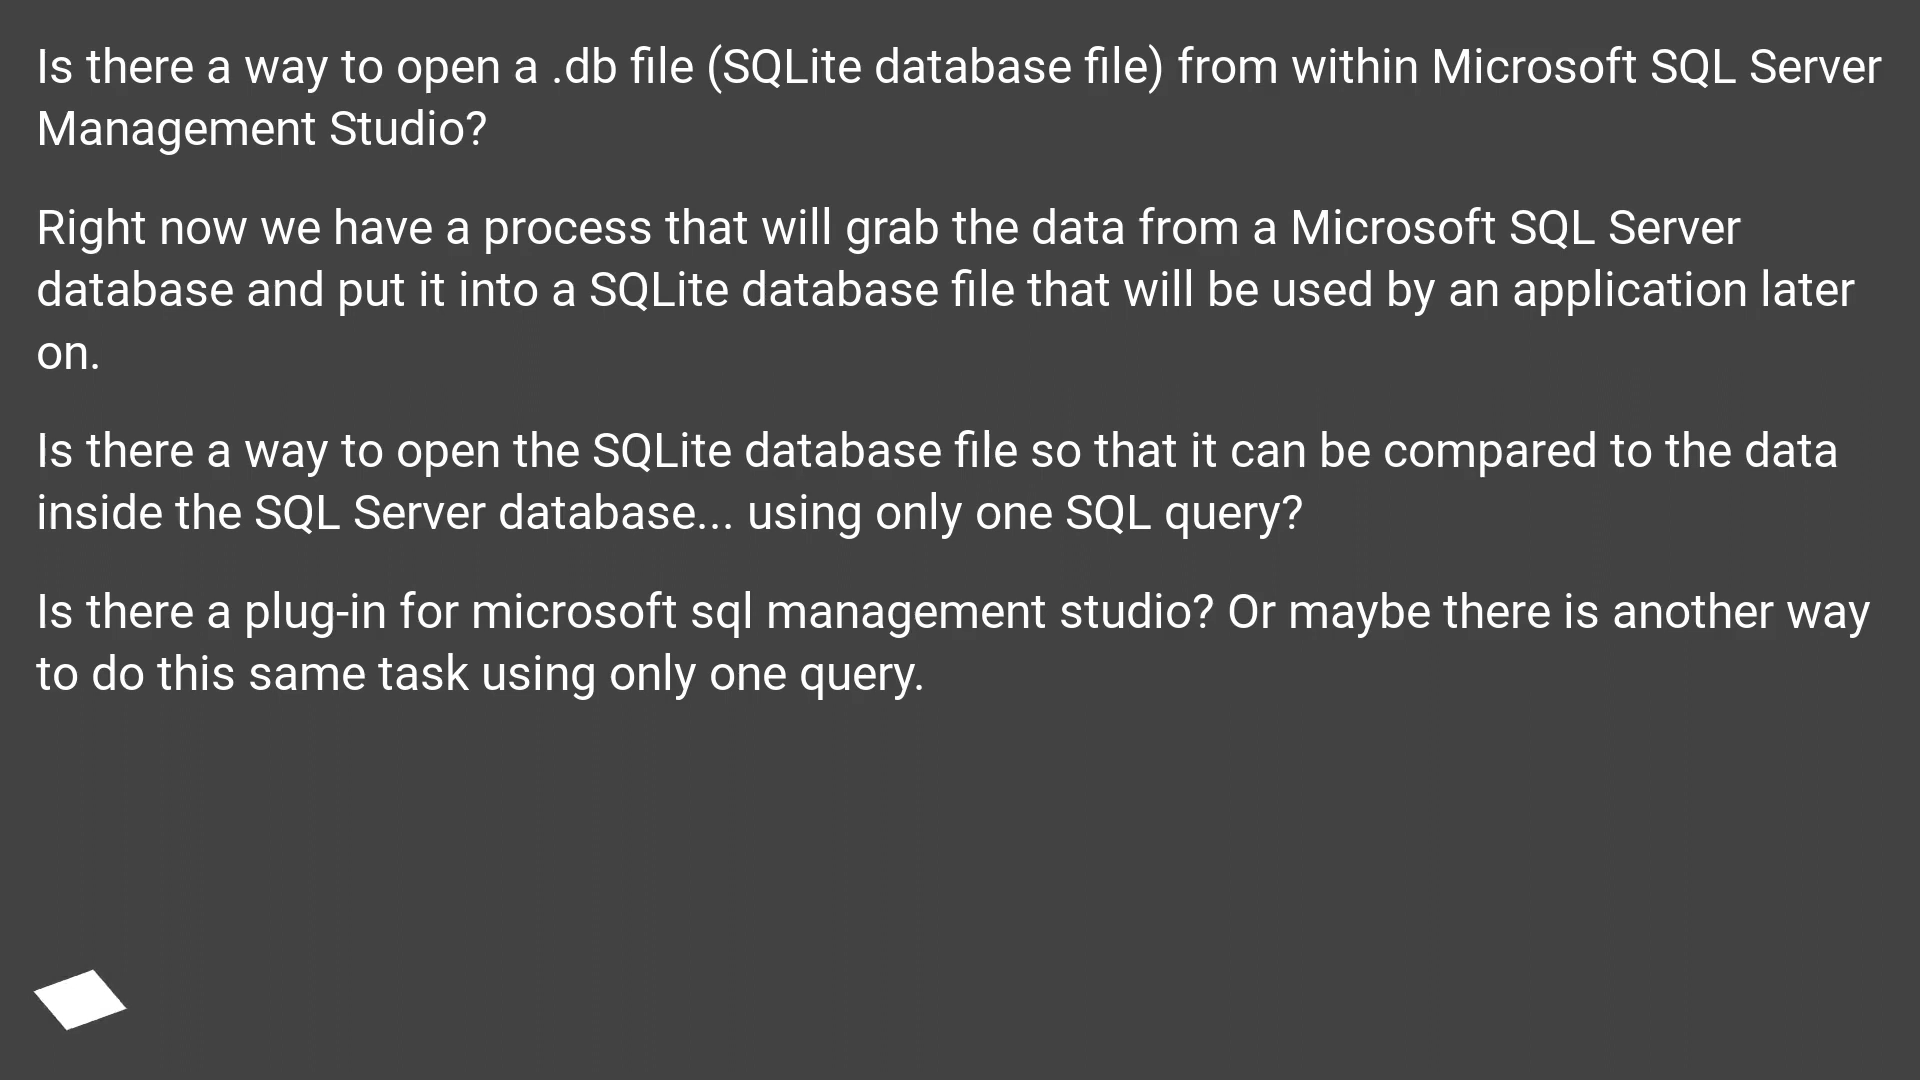 Is there a way to open a .db file (SQLite database file) from within Microsoft SQL Server
Management Studio?
Right now we have a process that will grab the data from a Microsoft SQL Server
database and put it into a SQLite database file that will be used by an application later
on.
Is there a way to open the SQLite database file so that it can be compared to the data
inside the SQL Server database... using only one SQL query?
Is there a plug-in for microsoft sql management studio? Or maybe there is another way
to do this same task using only one query.